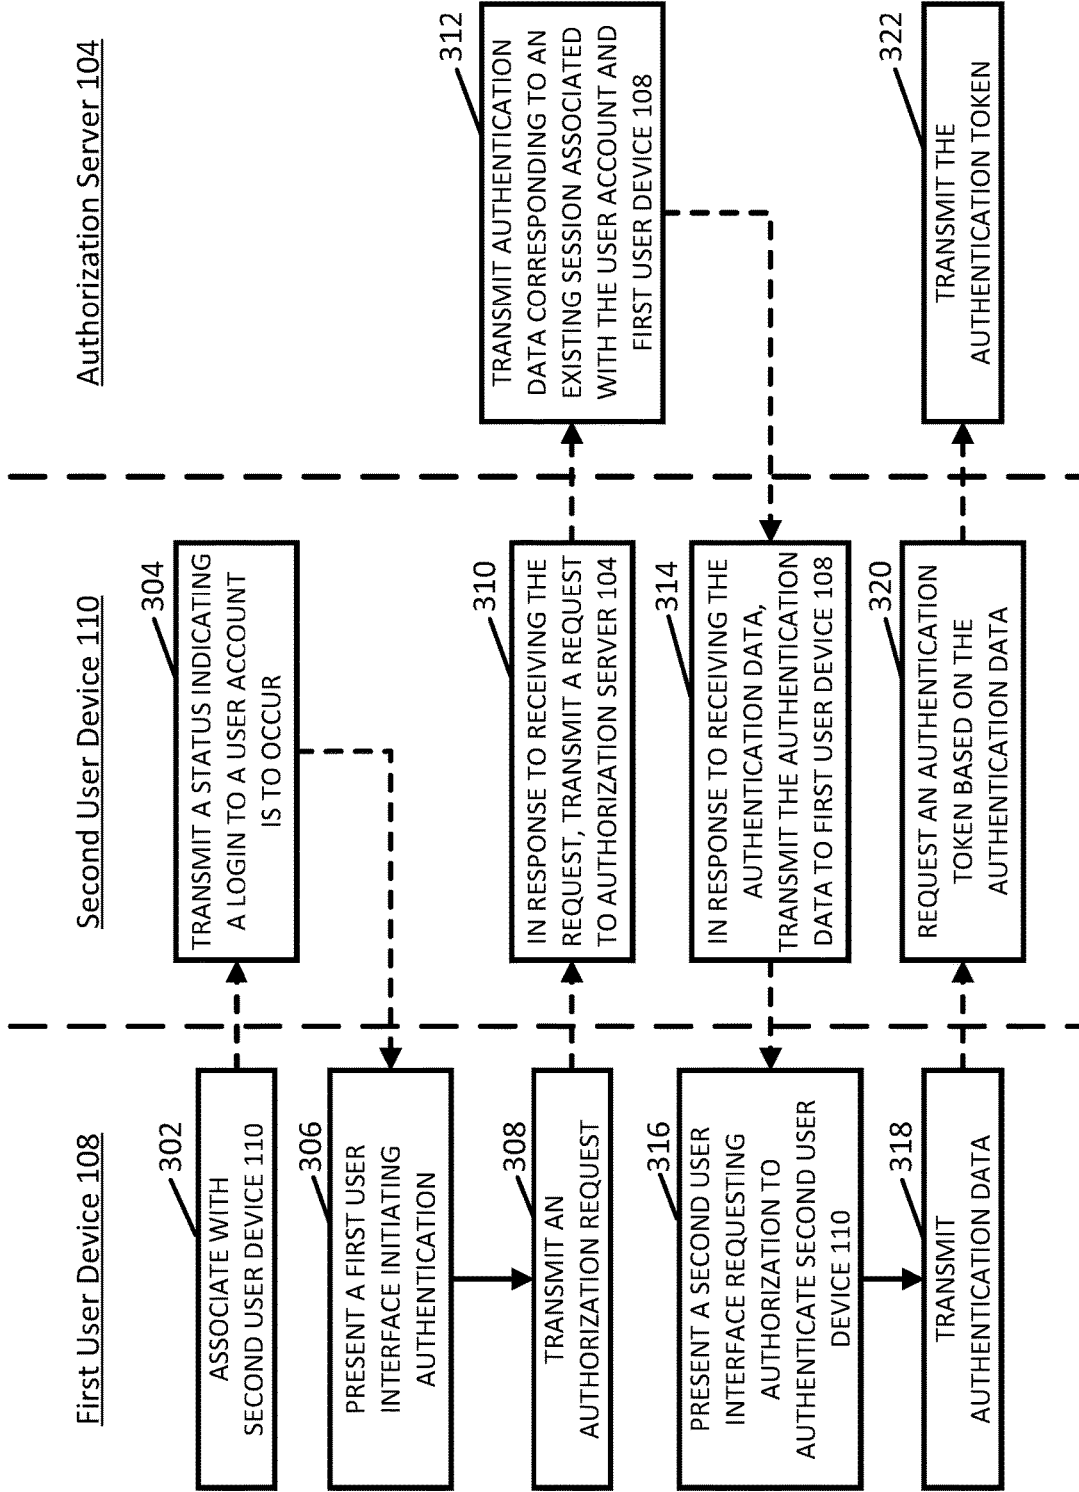 First User Device 108
Second User Device 110
Authorization Server 104
302
ASSOCIATE WITH
SECOND USER DEVICE 110
304
TRANSMIT A STATUS INDICATING
A LOGIN TO A USER ACCOUNT
IS TO OCCUR
306
PRESENT A FIRST USER
INTERFACE INITIATING
AUTHENTICATION
308
TRANSMIT AN
AUTHORIZATION REQUEST
310
IN RESPONSE TO RECEIVING THE
REQUEST, TRANSMIT A REQUEST
TO AUTHORIZATION SERVER 104
312
TRANSMIT AUTHENTICATION
DATA CORRESPONDING TO AN
EXISTING SESSION ASSOCIATED
WITH THE USER ACCOUNT AND
FIRST USER DEVICE 108
314
IN RESPONSE TO RECEIVING THE
AUTHENTICATION DATA,
TRANSMIT THE AUTHENTICATION
DATA TO FIRST USER DEVICE 108
316
PRESENT A SECOND USER
INTERFACE REQUESTING
AUTHORIZATION TO
AUTHENTICATE SECOND USER
DEVICE 110
318
TRANSMIT
AUTHENTICATION DATA
320
REQUEST AN AUTHENTICATION
TOKEN BASED ON THE
AUTHENTICATION DATA
322
TRANSMIT THE
AUTHENTICATION TOKEN